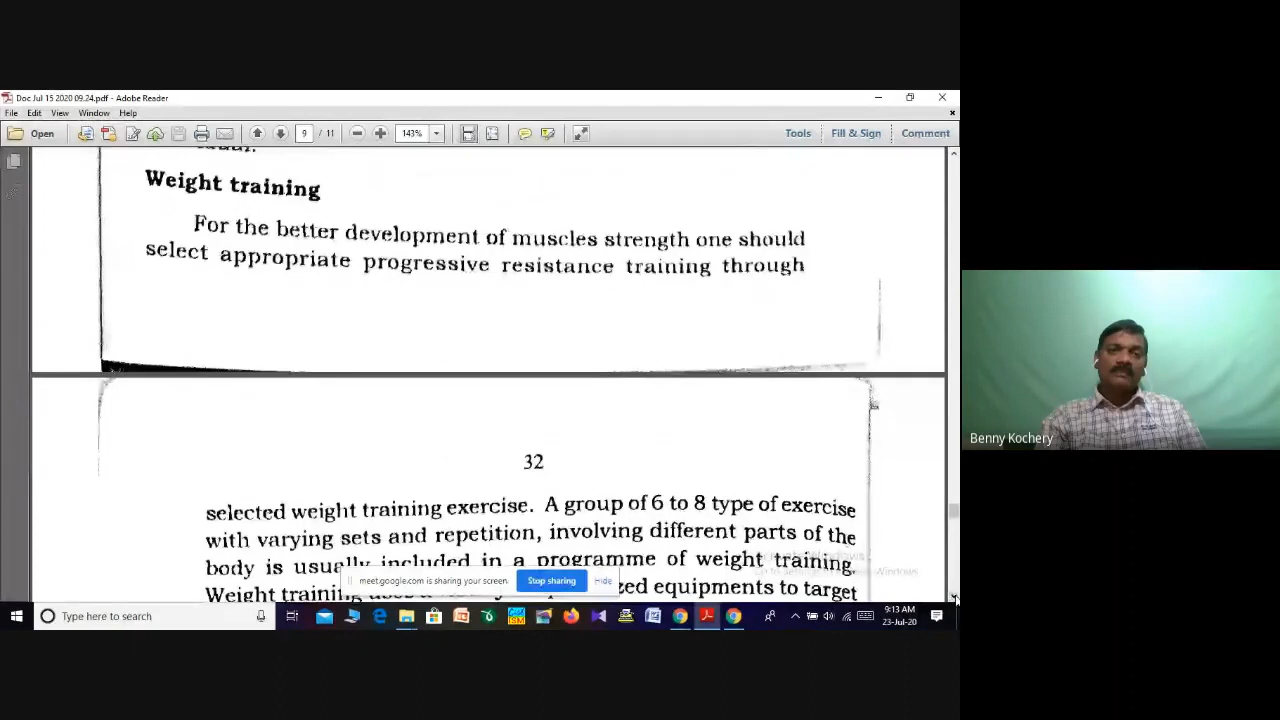 Doc Jul 15 2020 09.24.pdf - Adobe Reader
File Edit View Window Help
Open 9 / 11 143% Tools Fill & Sign Comment
Weight training
For the better development of muscles strength one should
select appropriate progressive resistance training through
32
selected weight training exercise. A group of 6 to 8 type of exercise
with varying sets and repetition, involving different parts of the
body is usually included in a programme of weight training.
Weight training equipments to target
meet.google.com is sharing your screen. Stop sharing Hide
Type here to search
9:13 AM
23-Jul-20
Benny Kochery